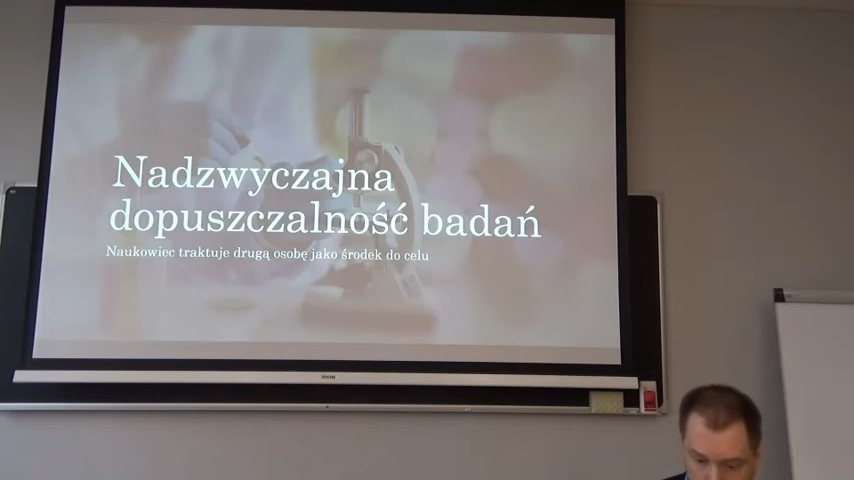 Nadzwyczajna
dopuszczalność badań
Naukowiec traktuje drugą osobę jako środek do celu